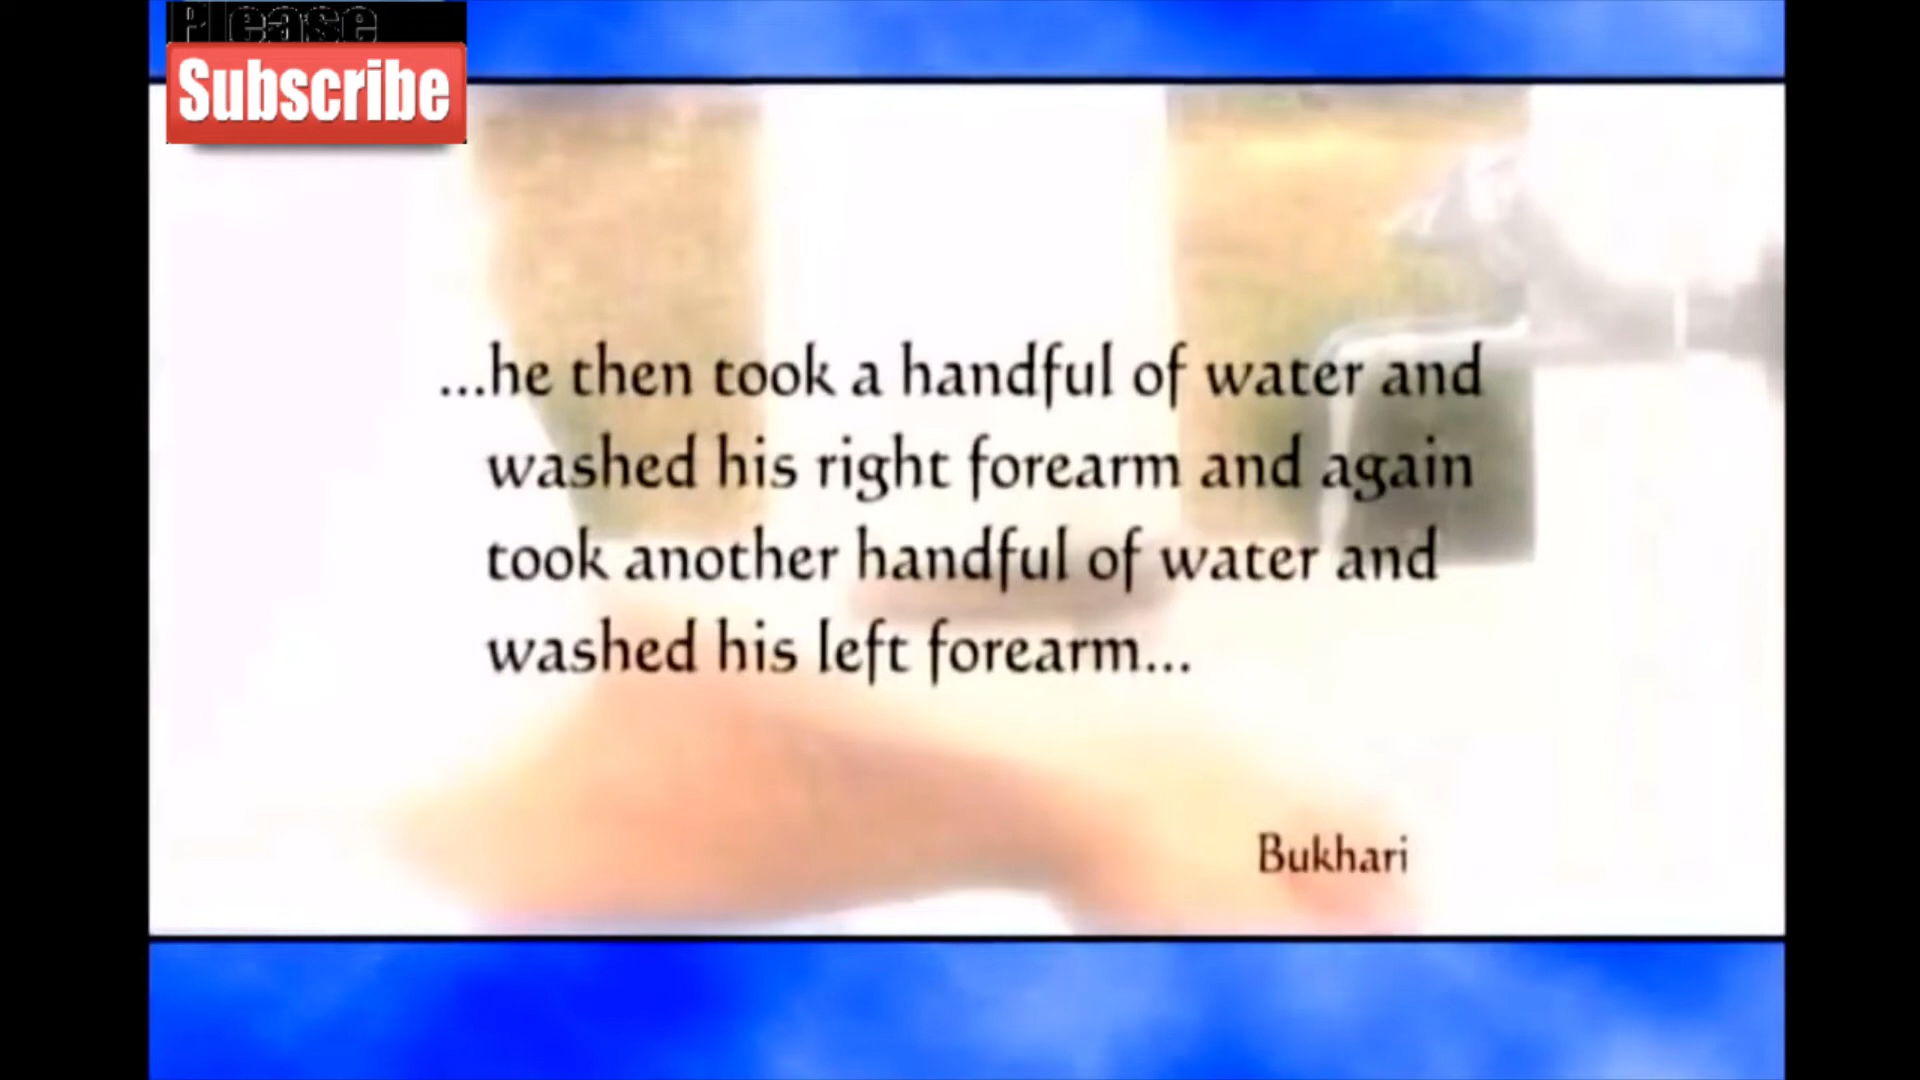 Please
Subscribe
...he then took a handful of water and
washed his right forearm and again
took another handful of water and
washed his left forearm...
Bukhari